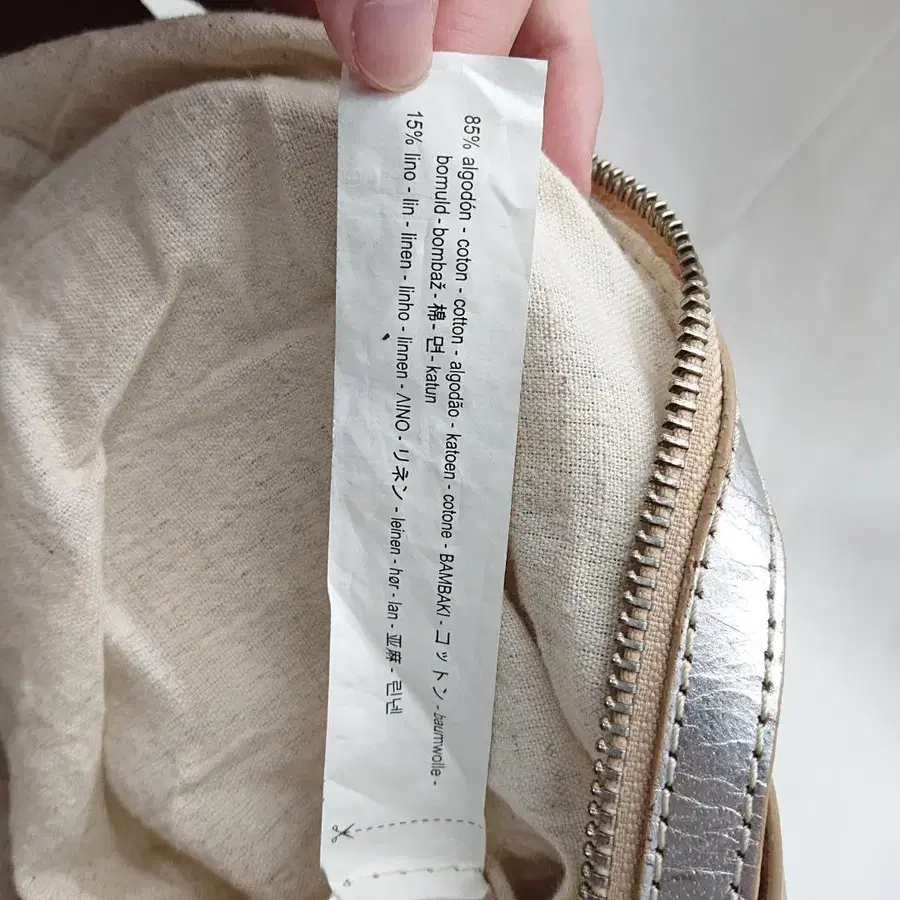 85% algodón - coton - cotton - algodão - katoen - cotone - BAMBAKI - コットン - baumwolle -
bomuld - bombaž - 棉 - 면 - katun
15% lino - lin - linen - linho - linnen - ΛΙΝΟ - リネン - leinen - hør - lan - 亚麻 - 린넨